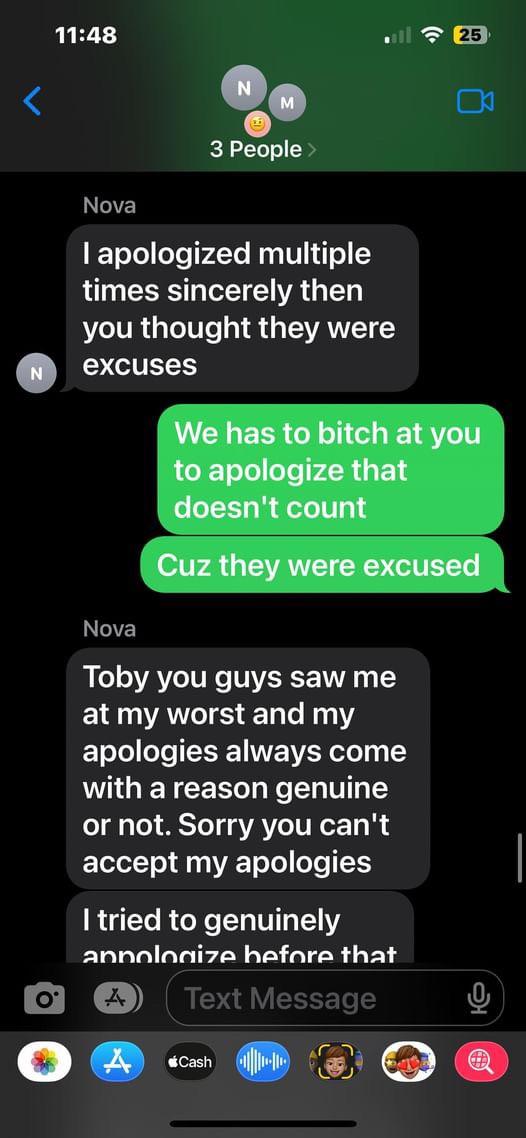 11:48
25
N
M
3 People
Nova
I apologized multiple
times sincerely then
you thought they were
excuses
N
We has to bitch at you
to apologize that
doesn't count
Cuz they were excused
Nova
Toby you guys saw me
at my worst and my
apologies always come
with a reason genuine
or not. Sorry you can't
accept my apologies
I tried to genuinely
appologize before that
Text Message
Cash